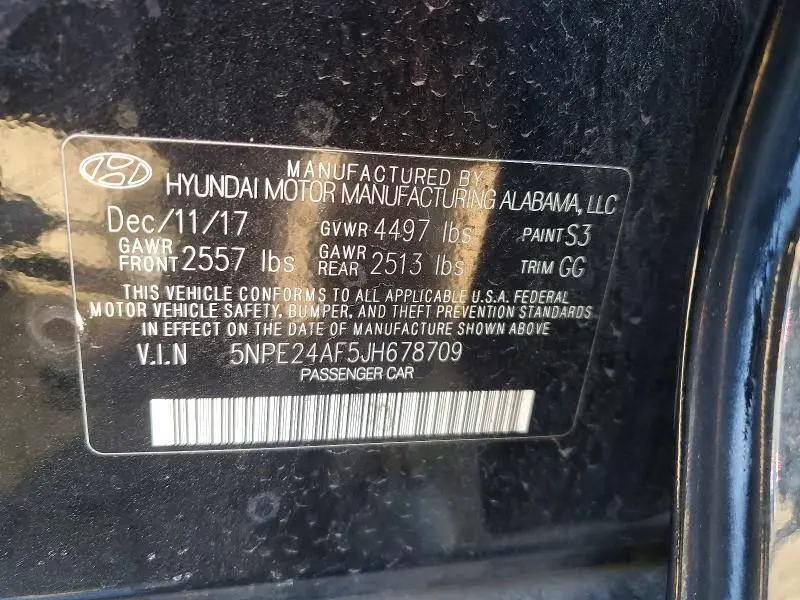 MANUFACTURED BY
HYUNDAI MOTOR MANUFACTURING ALABAMA, LLC
Dec/11/17 GVWR 4497 lbs PAINT S3
GAWR FRONT 2557 lbs GAWR REAR 2513 lbs TRIM GG
THIS VEHICLE CONFORMS TO ALL APPLICABLE U.S.A. FEDERAL
MOTOR VEHICLE SAFETY, BUMPER, AND THEFT PREVENTION STANDARDS
IN EFFECT ON THE DATE OF MANUFACTURE SHOWN ABOVE
V.I.N 5NPE24AF5JH678709
PASSENGER CAR